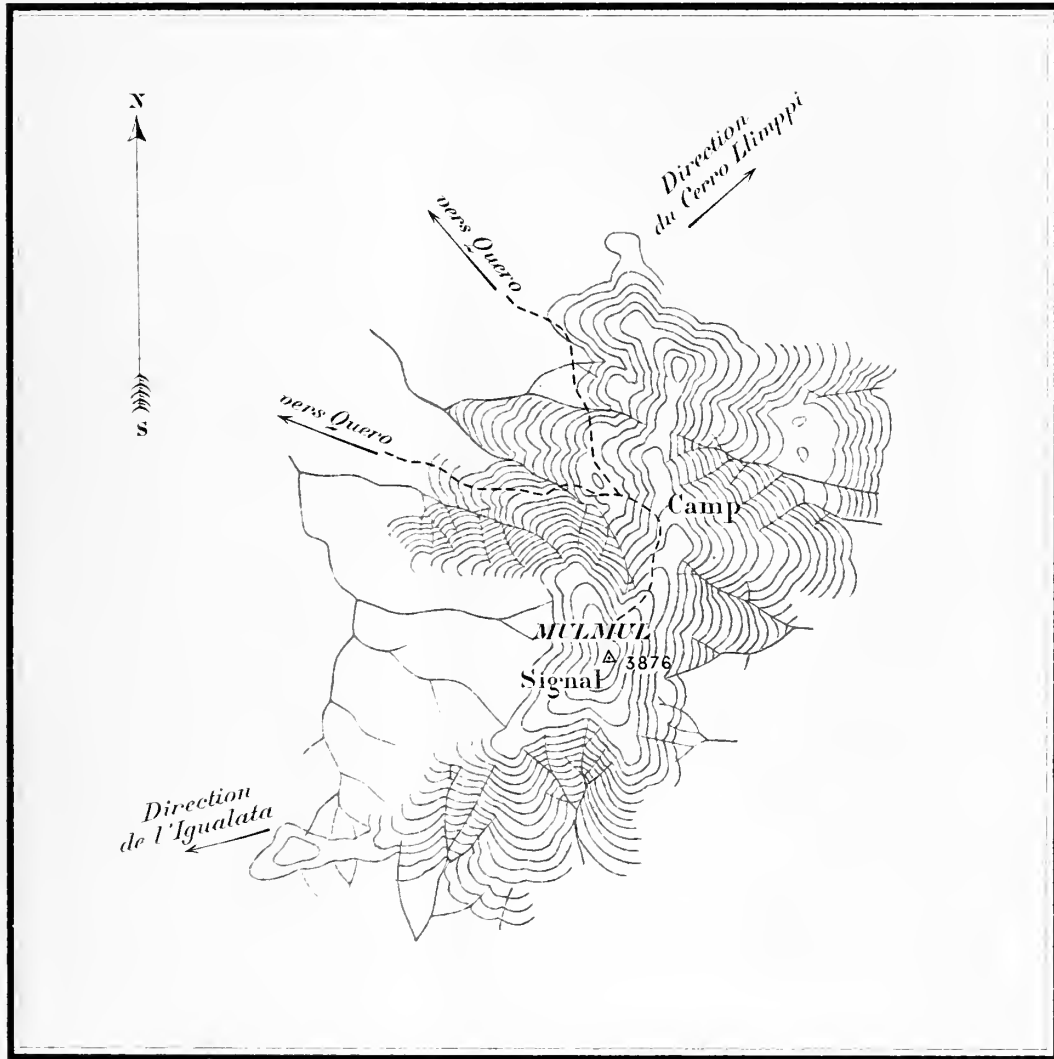 N
S
Direction
du Cerro Llimppi
vers Quero
vers Quero
Camp
MULMUL
3876
Signal
Direction
de l'Igualata